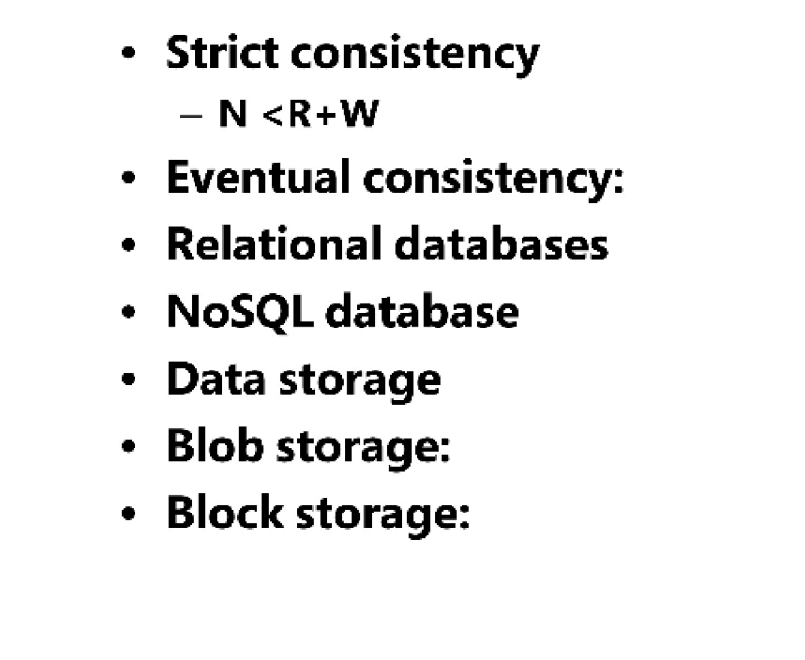 • Strict consistency
– N <R+W
• Eventual consistency:
• Relational databases
• NoSQL database
• Data storage
• Blob storage:
• Block storage: